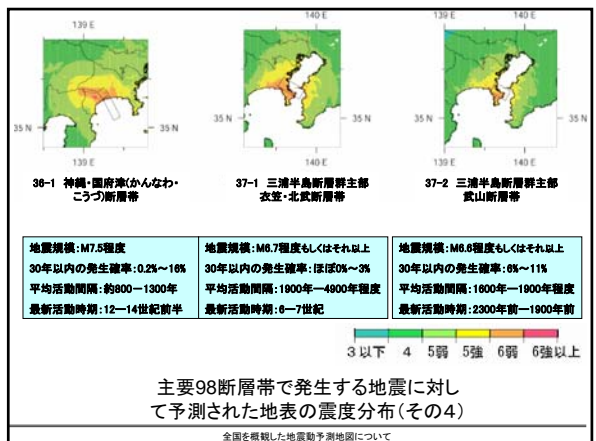 139 E
140 E
140 E
35 N
35 N
35 N
35 N
139 E
140 E
140 E
36-1 神縄・国府津(かんなわ・
こうづ)断層帯
37-1 三浦半島断層群主部
衣笠・北武断層帯
37-2 三浦半島断層群主部
武山断層帯
地震規模:M7.5程度
30年以内の発生確率:0.2%～16%
平均活動間隔:約800－1300年
最新活動時期:12－14世紀前半
地震規模:M6.7程度もしくはそれ以上
30年以内の発生確率:ほぼ0%～3%
平均活動間隔:1900年－4900年程度
最新活動時期:6－7世紀
地震規模:M6.6程度もしくはそれ以上
30年以内の発生確率:6%～11%
平均活動間隔:1600年－1900年程度
最新活動時期:2300年前－1900年前
3以下 4 5弱 5強 6弱 6強以上
主要98断層帯で発生する地震に対し
て予測された地表の震度分布(その4)
全国を概観した地震動予測地図について